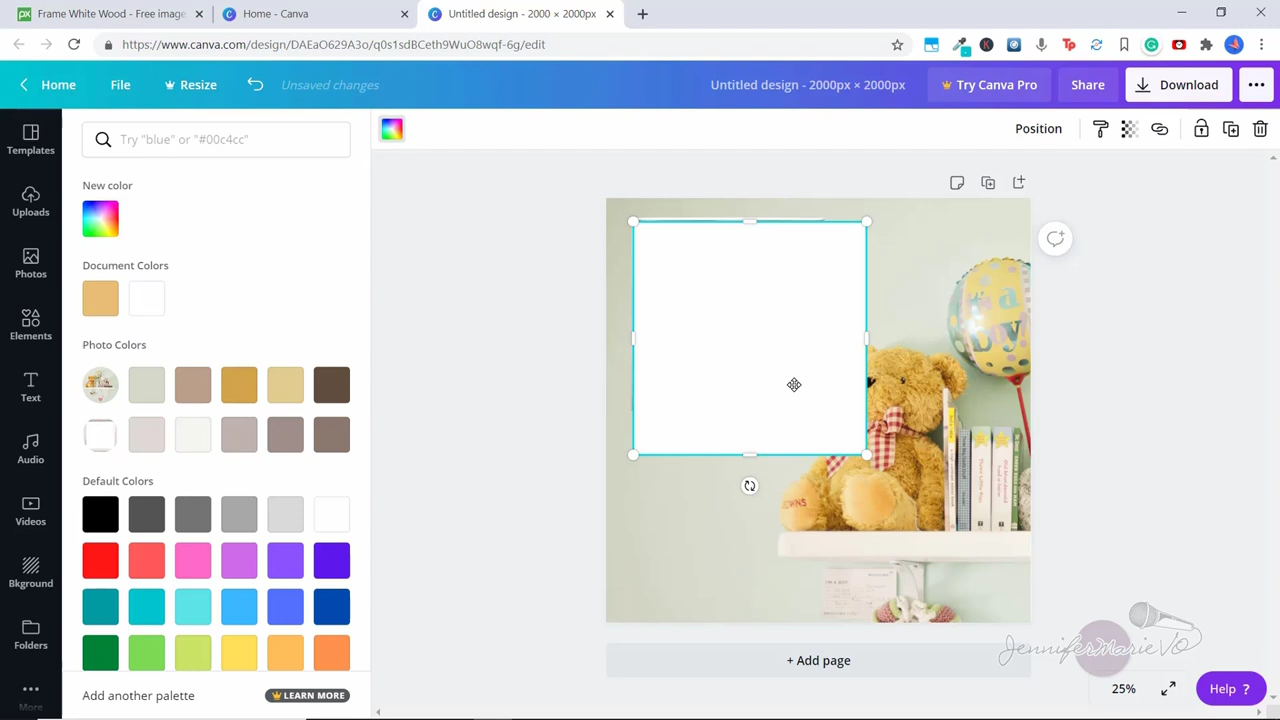 Frame White Wood - Free image
Home - Canva
Untitled design - 2000 × 2000px
https://www.canva.com/design/DAEaO629A3o/q0s1sdBCeth9WuO8wqf-6g/edit
Home
File
Resize
Unsaved changes
Untitled design - 2000px × 2000px
Try Canva Pro
Share
Download
Templates
Uploads
Photos
Elements
Text
Audio
Videos
Bkground
Folders
More
Try "blue" or "#00c4cc"
New color
Document Colors
Photo Colors
Default Colors
Add another palette
LEARN MORE
Position
it's a
+ Add page
JenniferMarieVO
25%
Help ?